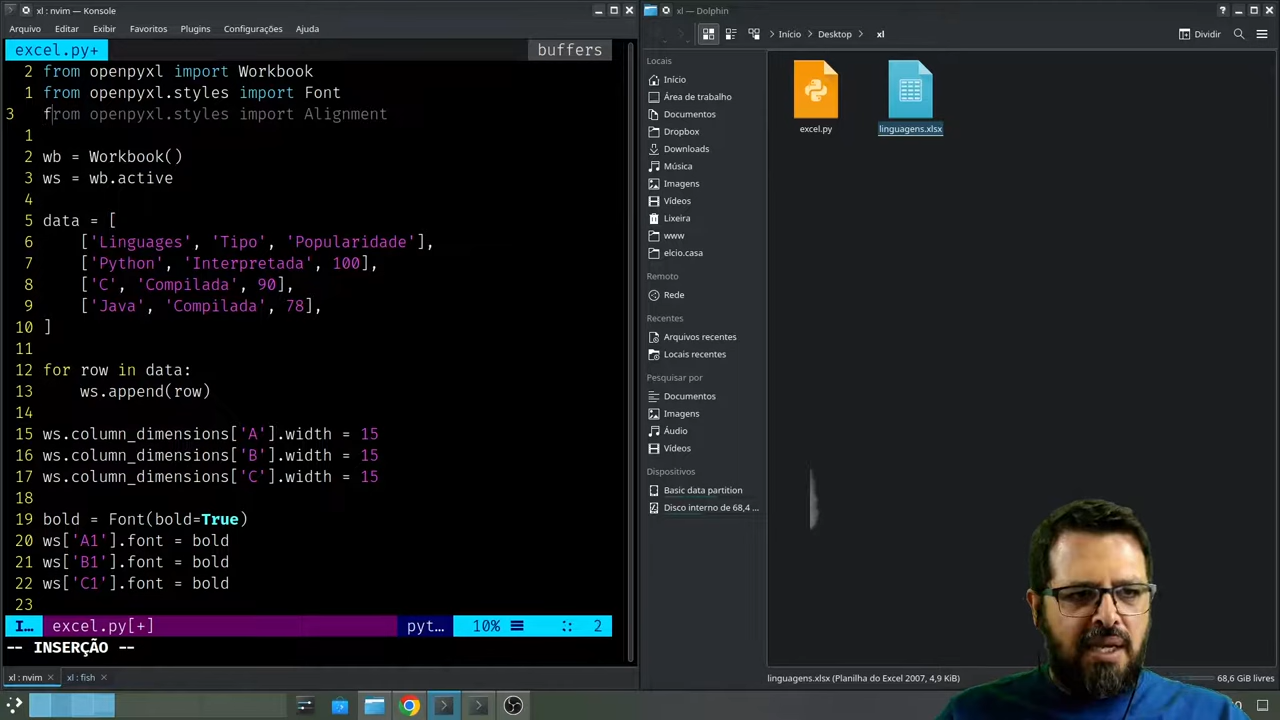 xl : nvim — Konsole
Arquivo Editar Exibir Favoritos Plugins Configurações Ajuda
excel.py+ buffers
2 from openpyxl import Workbook
1 from openpyxl.styles import Font
3 from openpyxl.styles import Alignment
1
2 wb = Workbook()
3 ws = wb.active
4
5 data = [
6 ['Linguages', 'Tipo', 'Popularidade'],
7 ['Python', 'Interpretada', 100],
8 ['C', 'Compilada', 90],
9 ['Java', 'Compilada', 78],
10 ]
11
12 for row in data:
13 ws.append(row)
14
15 ws.column_dimensions['A'].width = 15
16 ws.column_dimensions['B'].width = 15
17 ws.column_dimensions['C'].width = 15
18
19 bold = Font(bold=True)
20 ws['A1'].font = bold
21 ws['B1'].font = bold
22 ws['C1'].font = bold
23
I… excel.py[+] pyt… 10% ☰ :: 2
-- INSERÇÃO --
xl : nvim xl : fish
xl — Dolphin
Início Desktop xl Dividir
Locais
Início
Área de trabalho
Documentos
Dropbox
Downloads
Música
Imagens
Vídeos
Lixeira
www
elcio.casa
Remoto
Rede
Recentes
Arquivos recentes
Locais recentes
Pesquisar por
Documentos
Imagens
Áudio
Vídeos
Dispositivos
Basic data partition
Disco interno de 68,4 ...
excel.py
linguagens.xlsx
linguagens.xlsx (Planilha do Excel 2007, 4,9 KiB)
68,6 GiB livres